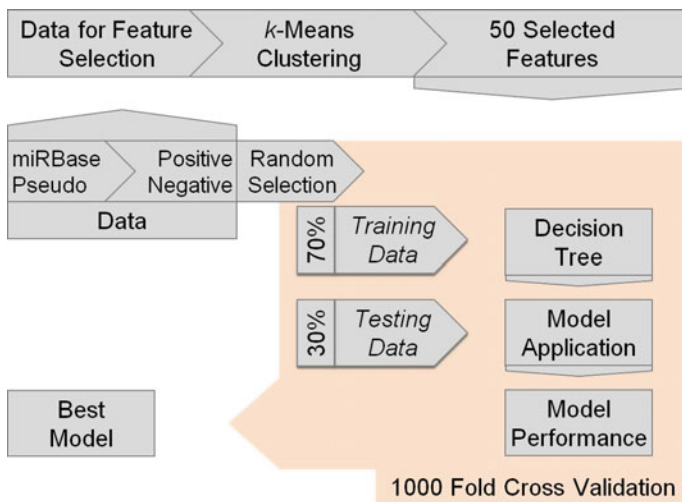 Data for Feature
Selection
k-Means
Clustering
50 Selected
Features
miRBase
Pseudo
Positive
Negative
Random
Selection
Data
70%
Training
Data
Decision
Tree
30%
Testing
Data
Model
Application
Best
Model
Model
Performance
1000 Fold Cross Validation